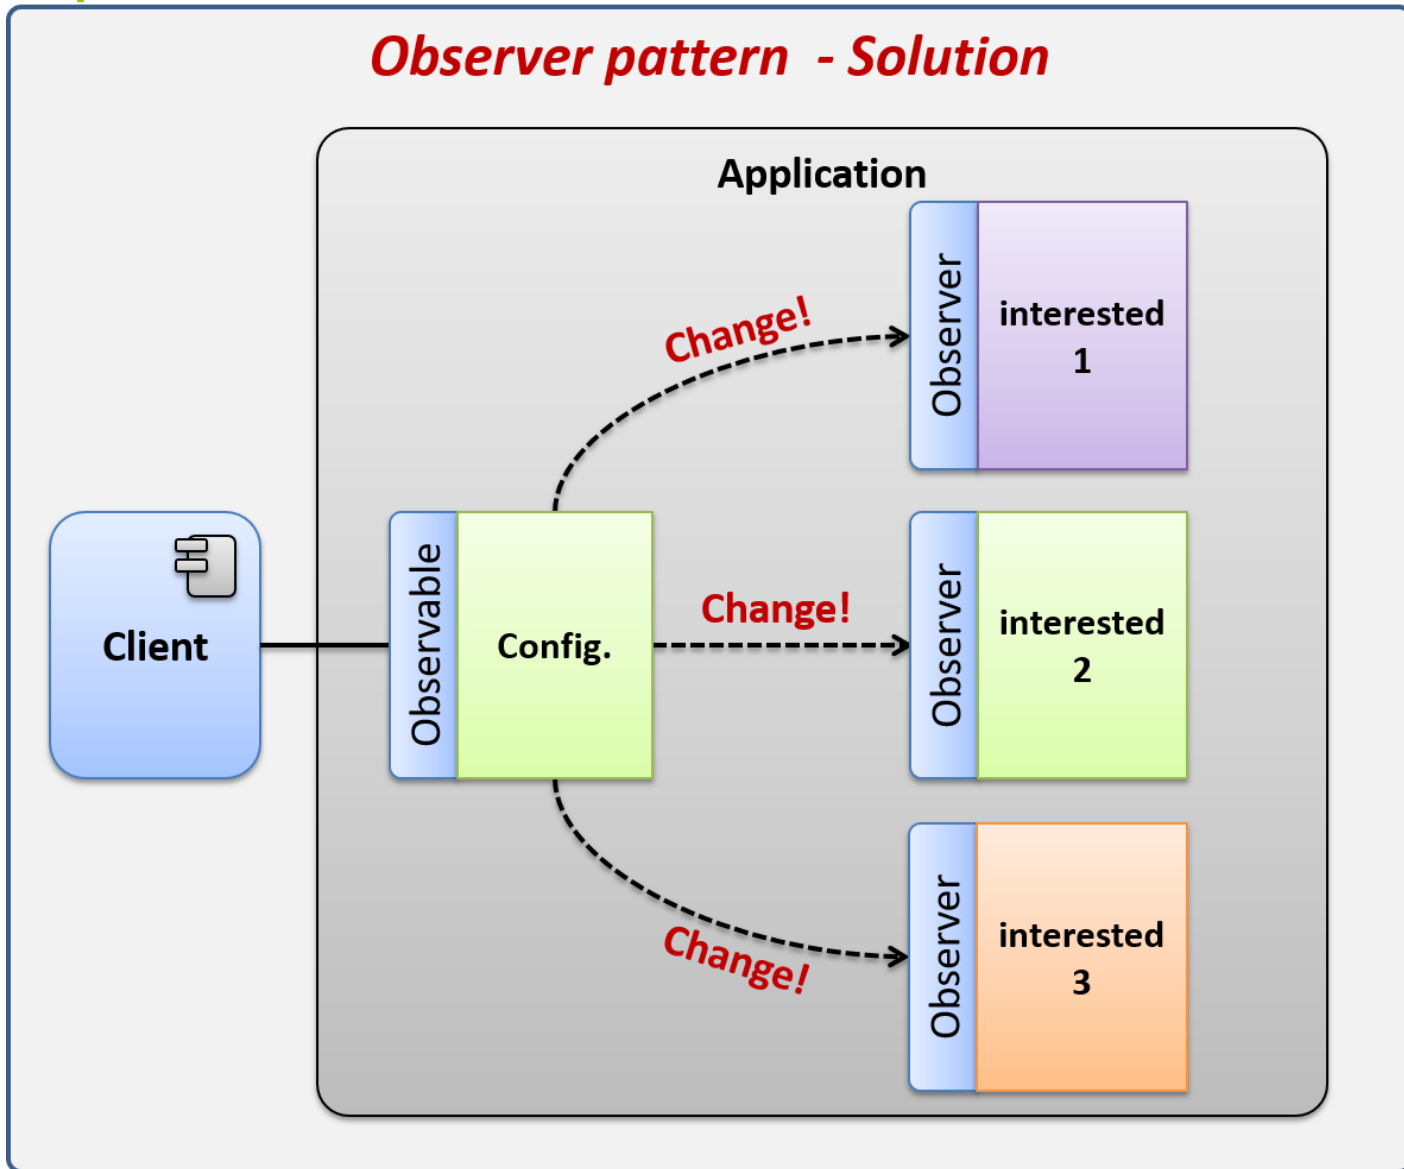 Observer pattern - Solution
Application
Observer
interested
1
Change!
Client
Observable
Config.
Change!
Observer
interested
2
Change!
Observer
interested
3